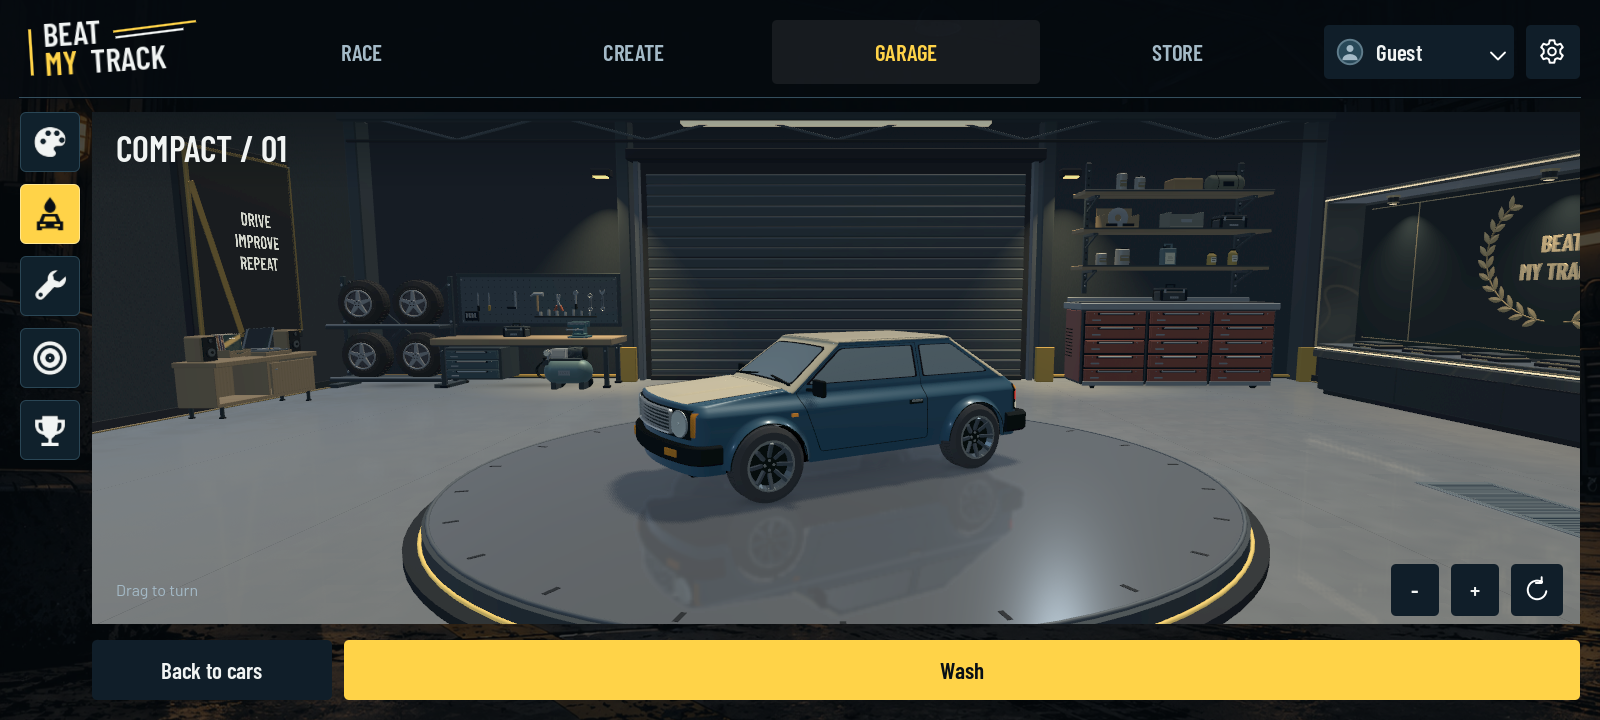 BEAT
MY TRACK
RACE
CREATE
GARAGE
STORE
Guest
COMPACT / 01
DRIVE
IMPROVE
REPEAT
BEAT
MY TRA
Drag to turn
-
+
Back to cars
Wash